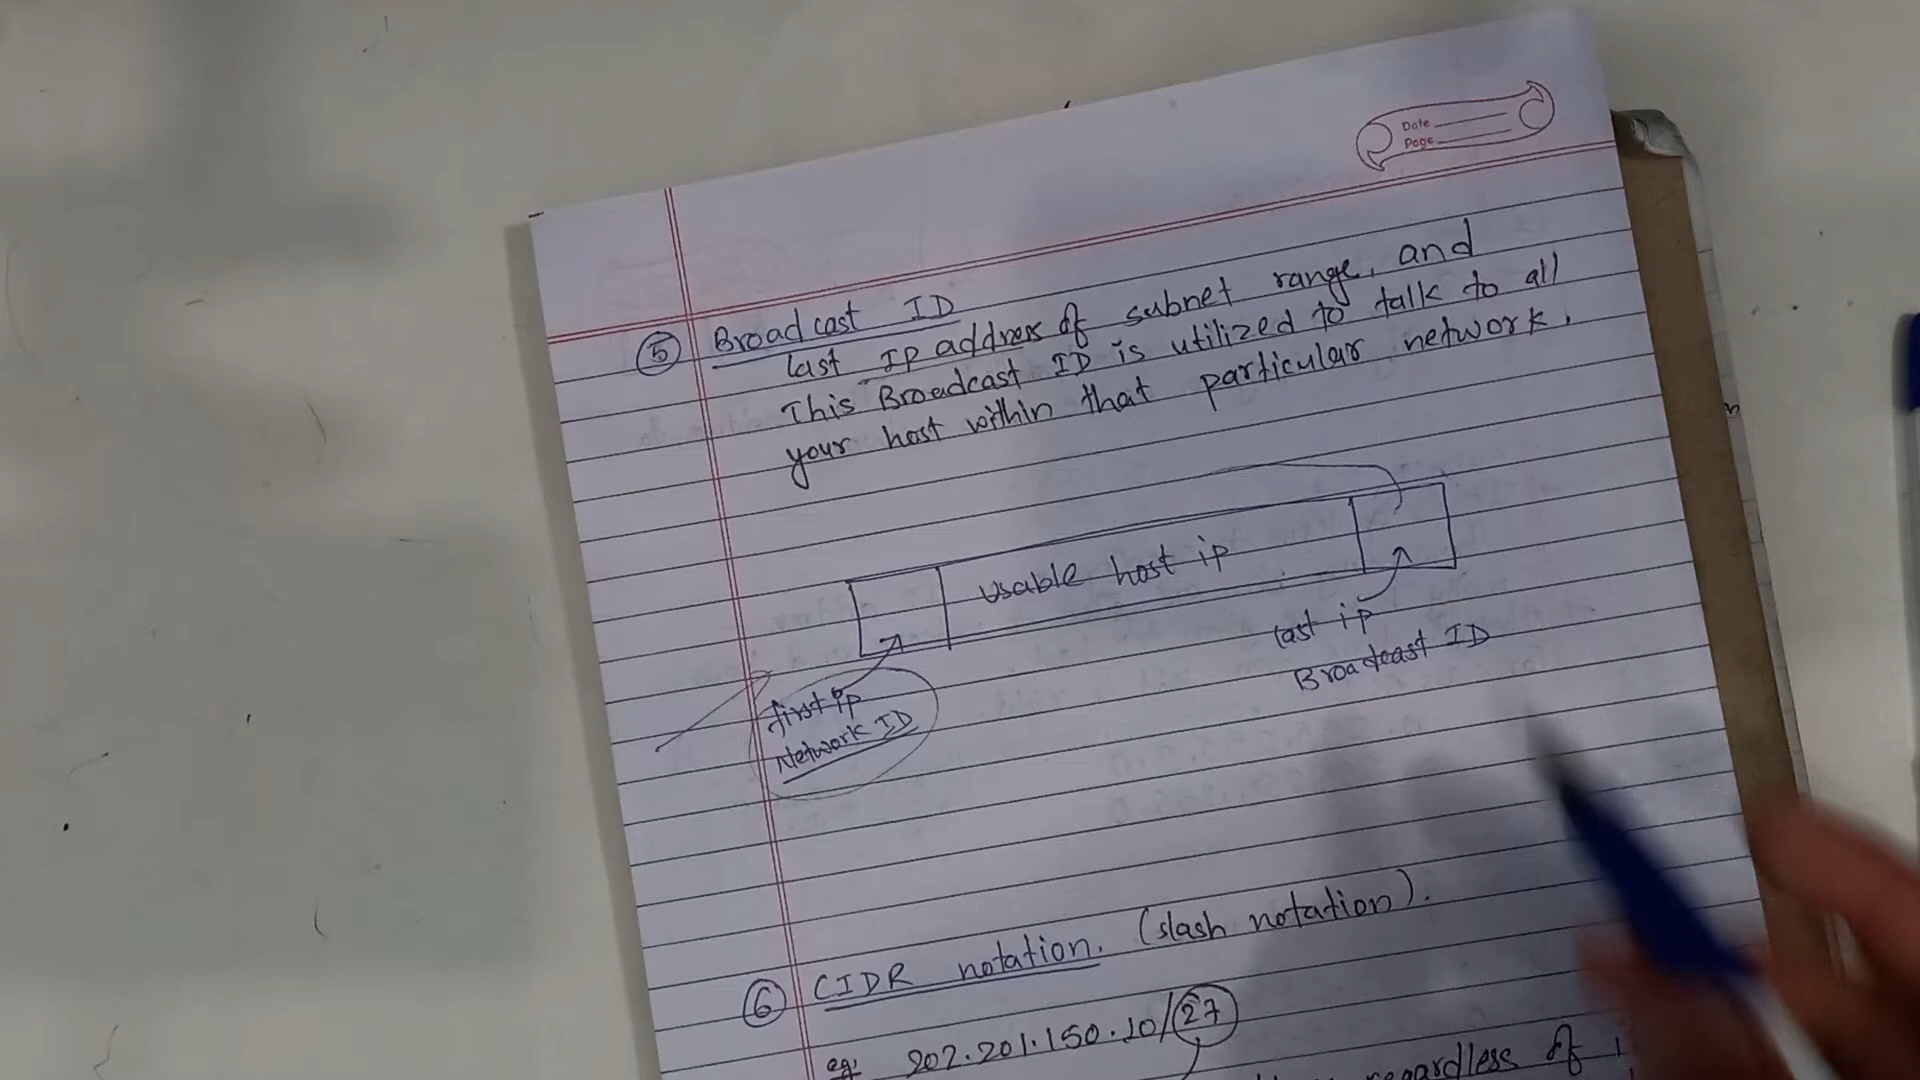 Date
Page
⑤ Broadcast ID
last IP address of subnet range, and
This Broadcast ID is utilized to talk to all
your host within that particular network.
usable host ip
last ip
Broadcast ID
first ip
Network ID
⑥ CIDR notation. (slash notation).
eg: 202.201.150.10/27
regardless of